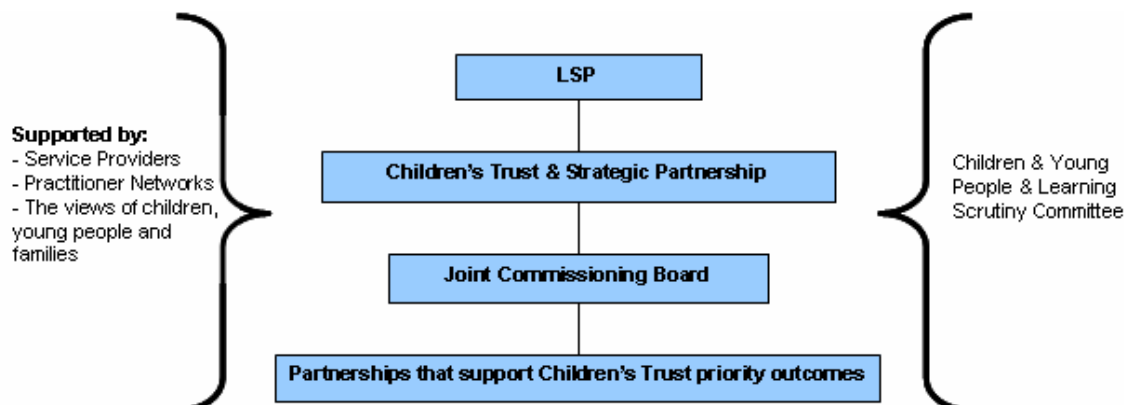 LSP
Supported by:
- Service Providers
- Practitioner Networks
- The views of children,
young people and
families
Children's Trust & Strategic Partnership
Children & Young
People & Learning
Scrutiny Committee
Joint Commissioning Board
Partnerships that support Children's Trust priority outcomes